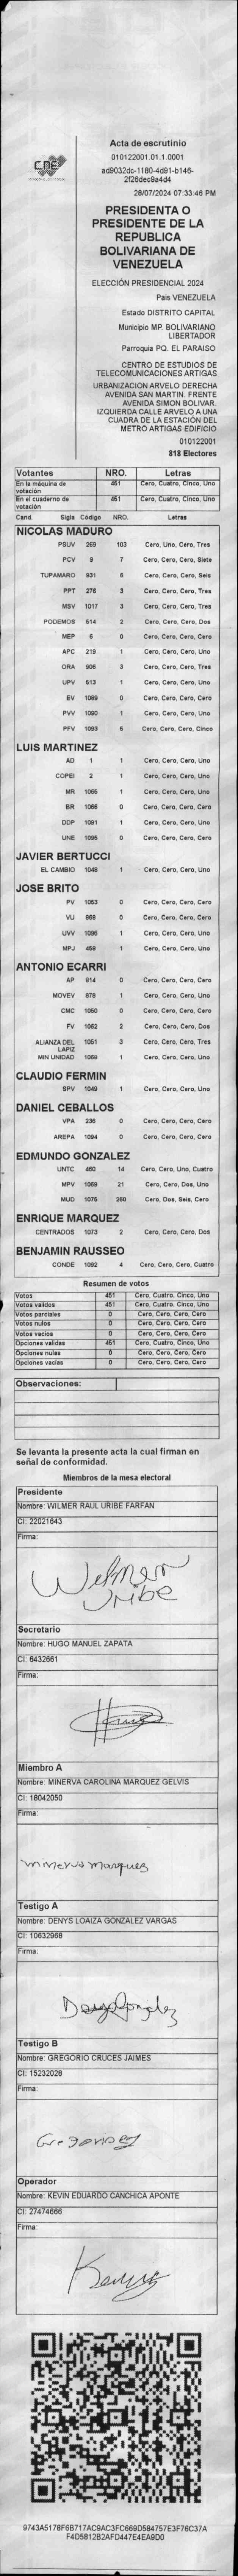 CNE
Acta de escrutinio
010122001.01.1.0001
ad9032dc-1180-4d91-b146-
2f26dec9a4d4
28/07/2024 07:33:46 PM
PRESIDENTA O
PRESIDENTE DE LA
REPUBLICA
BOLIVARIANA DE
VENEZUELA
ELECCIÓN PRESIDENCIAL 2024
Pais VENEZUELA
Estado DISTRITO CAPITAL
Municipio MP. BOLIVARIANO
LIBERTADOR
Parroquia PQ. EL PARAISO
CENTRO DE ESTUDIOS DE
TELECOMUNICACIONES ARTIGAS
URBANIZACION ARVELO DERECHA
AVENIDA SAN MARTIN. FRENTE
AVENIDA SIMON BOLIVAR.
IZQUIERDA CALLE ARVELO A UNA
CUADRA DE LA ESTACION DEL
METRO ARTIGAS EDIFICIO
010122001
818 Electores
Votantes NRO. Letras
En la máquina de votación 451 Cero, Cuatro, Cinco, Uno
En el cuaderno de votación 451 Cero, Cuatro, Cinco, Uno
Cand. Sigla Código NRO. Letras
NICOLAS MADURO
PSUV 269 103 Cero, Uno, Cero, Tres
PCV 9 7 Cero, Cero, Cero, Siete
TUPAMARO 931 6 Cero, Cero, Cero, Seis
PPT 276 3 Cero, Cero, Cero, Tres
MSV 1017 3 Cero, Cero, Cero, Tres
PODEMOS 514 2 Cero, Cero, Cero, Dos
MEP 6 0 Cero, Cero, Cero, Cero
APC 219 1 Cero, Cero, Cero, Uno
ORA 906 3 Cero, Cero, Cero, Tres
UPV 613 1 Cero, Cero, Cero, Uno
EV 1089 0 Cero, Cero, Cero, Cero
PVV 1090 1 Cero, Cero, Cero, Uno
PFV 1093 5 Cero, Cero, Cero, Cinco
LUIS MARTINEZ
AD 1 1 Cero, Cero, Cero, Uno
COPEI 2 1 Cero, Cero, Cero, Uno
MR 1065 1 Cero, Cero, Cero, Uno
BR 1068 0 Cero, Cero, Cero, Cero
DDP 1091 1 Cero, Cero, Cero, Uno
UNE 1095 0 Cero, Cero, Cero, Cero
JAVIER BERTUCCI
EL CAMBIO 1048 1 Cero, Cero, Cero, Uno
JOSE BRITO
PV 1053 0 Cero, Cero, Cero, Cero
VU 968 0 Cero, Cero, Cero, Cero
UVV 1096 1 Cero, Cero, Cero, Uno
MPJ 459 1 Cero, Cero, Cero, Uno
ANTONIO ECARRI
AP 814 0 Cero, Cero, Cero, Cero
MOVEV 878 1 Cero, Cero, Cero, Uno
CMC 1050 0 Cero, Cero, Cero, Cero
FV 1062 2 Cero, Cero, Cero, Dos
ALIANZA DEL LAPIZ 1051 3 Cero, Cero, Cero, Tres
MIN UNIDAD 1059 1 Cero, Cero, Cero, Uno
CLAUDIO FERMIN
SPV 1049 1 Cero, Cero, Cero, Uno
DANIEL CEBALLOS
VPA 236 0 Cero, Cero, Cero, Cero
AREPA 1094 0 Cero, Cero, Cero, Cero
EDMUNDO GONZALEZ
UNTC 460 14 Cero, Cero, Uno, Cuatro
MPV 1069 21 Cero, Cero, Dos, Uno
MUD 1075 260 Cero, Dos, Seis, Cero
ENRIQUE MARQUEZ
CENTRADOS 1073 2 Cero, Cero, Cero, Dos
BENJAMIN RAUSSEO
CONDE 1092 4 Cero, Cero, Cero, Cuatro
Resumen de votos
Votos 451 Cero, Cuatro, Cinco, Uno
Votos validos 451 Cero, Cuatro, Cinco, Uno
Votos parciales 0 Cero, Cero, Cero, Cero
Votos nulos 0 Cero, Cero, Cero, Cero
Votos vacios 0 Cero, Cero, Cero, Cero
Opciones validas 451 Cero, Cuatro, Cinco, Uno
Opciones nulas 0 Cero, Cero, Cero, Cero
Opciones vacias 0 Cero, Cero, Cero, Cero
Observaciones:
Se levanta la presente acta la cual firman en
señal de conformidad.
Miembros de la mesa electoral
Presidente
Nombre: WILMER RAUL URIBE FARFAN
CI: 22021643
Firma:
Wilmer
Uribe
Secretario
Nombre: HUGO MANUEL ZAPATA
CI: 6432661
Firma:
Miembro A
Nombre: MINERVA CAROLINA MARQUEZ GELVIS
CI: 18042050
Firma:
Minerva Marquez
Testigo A
Nombre: DENYS LOAIZA GONZALEZ VARGAS
CI: 10632968
Firma:
Testigo B
Nombre: GREGORIO CRUCES JAIMES
CI: 15232028
Firma:
Operador
Nombre: KEVIN EDUARDO CANCHICA APONTE
CI: 27474666
Firma:
9743A5178F6B717AC9AC3FC669D584757E3F76C37A
F4D5812B2AFD447E4EA9D0